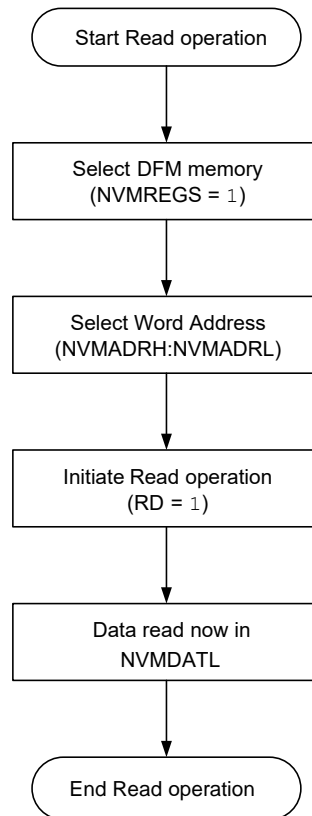 Start Read operation
Select DFM memory
(NVMREGS = 1)
Select Word Address
(NVMADRH:NVMADRL)
Initiate Read operation
(RD = 1)
Data read now in
NVMDATL
End Read operation